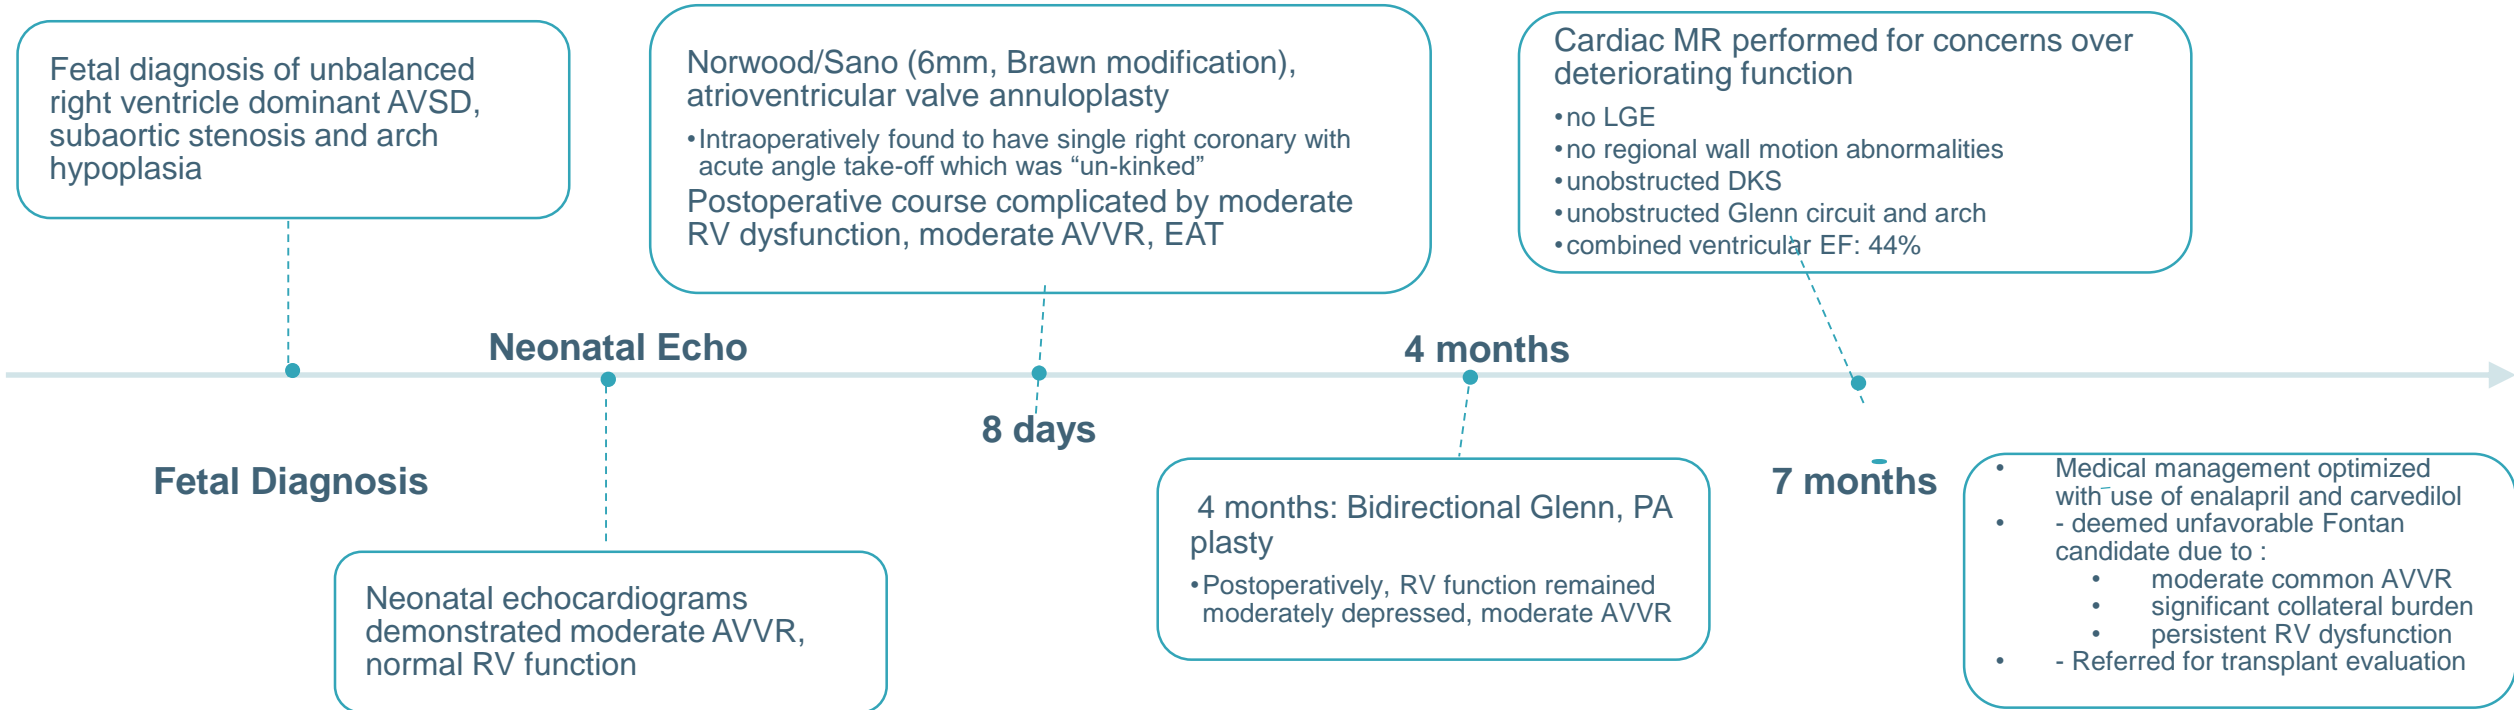 Fetal diagnosis of unbalanced
right ventricle dominant AVSD,
subaortic stenosis and arch
hypoplasia
Norwood/Sano (6mm, Brawn modification),
atrioventricular valve annuloplasty
•Intraoperatively found to have single right coronary with
acute angle take-off which was “un-kinked”
Postoperative course complicated by moderate
RV dysfunction, moderate AVVR, EAT
Cardiac MR performed for concerns over
deteriorating function
•no LGE
•no regional wall motion abnormalities
•unobstructed DKS
•unobstructed Glenn circuit and arch
•combined ventricular EF: 44%
Neonatal Echo
4 months
8 days
Fetal Diagnosis
7 months
Neonatal echocardiograms
demonstrated moderate AVVR,
normal RV function
4 months: Bidirectional Glenn, PA
plasty
•Postoperatively, RV function remained
moderately depressed, moderate AVVR
• Medical management optimized
with use of enalapril and carvedilol
• - deemed unfavorable Fontan
candidate due to :
• moderate common AVVR
• significant collateral burden
• persistent RV dysfunction
• - Referred for transplant evaluation